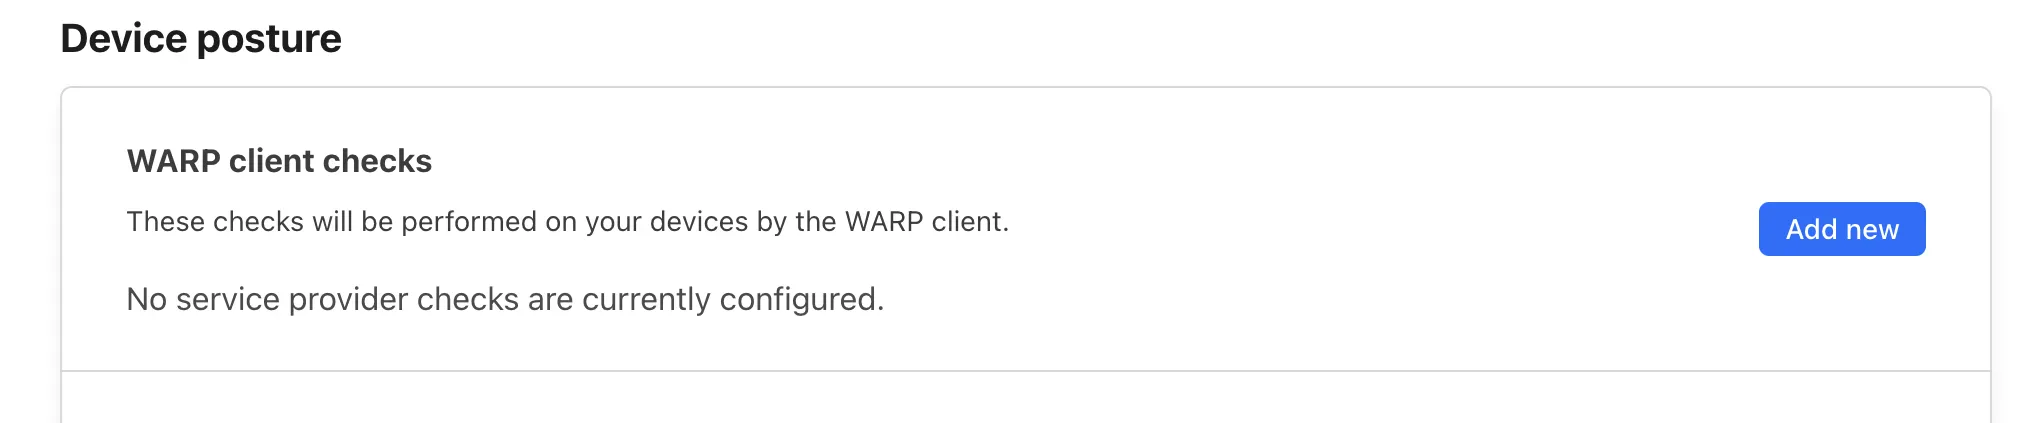 Device posture
WARP client checks
These checks will be performed on your devices by the WARP client.
Add new
No service provider checks are currently configured.